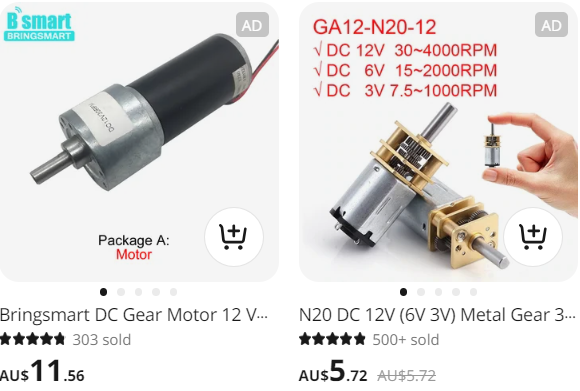 B smart
BRINGSMART
AD
DC12V35RPM
Package A:
Motor
Bringsmart DC Gear Motor 12 V...
303 sold
AU$11.56
GA12-N20-12
AD
√ DC 12V 30~4000RPM
√ DC 6V 15~2000RPM
√ DC 3V 7.5~1000RPM
N20 DC 12V (6V 3V) Metal Gear 3...
500+ sold
AU$5.72 AU$5.72